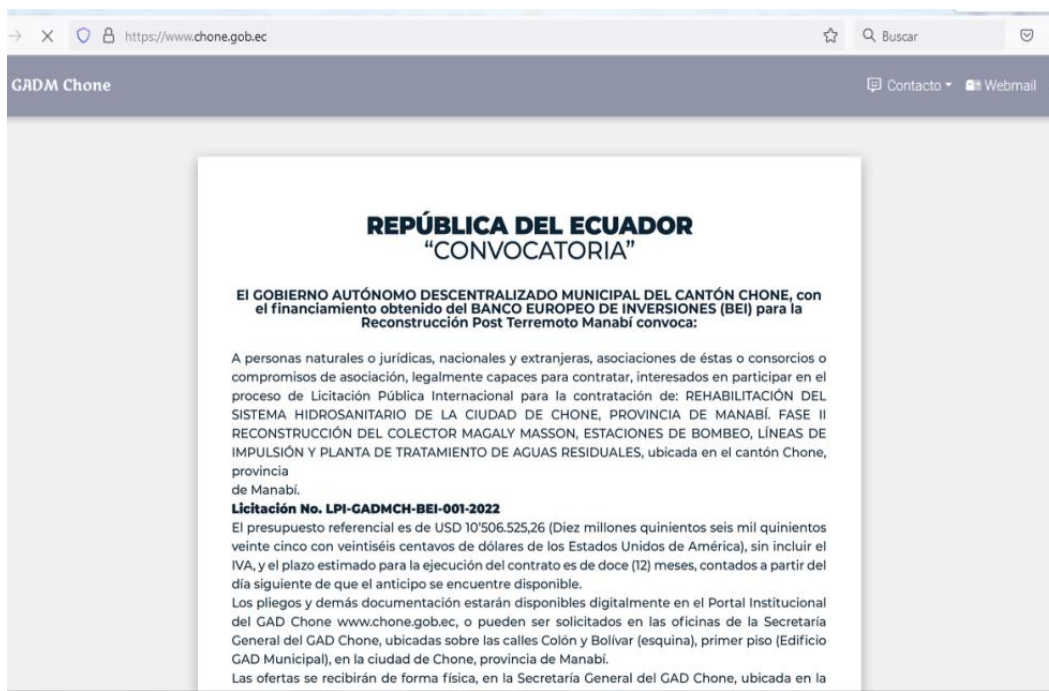 https://www.chone.gob.ec
Buscar
GADM Chone
Contacto
Webmail
REPÚBLICA DEL ECUADOR
“CONVOCATORIA”
El GOBIERNO AUTÓNOMO DESCENTRALIZADO MUNICIPAL DEL CANTÓN CHONE, con
el financiamiento obtenido del BANCO EUROPEO DE INVERSIONES (BEI) para la
Reconstrucción Post Terremoto Manabí convoca:
A personas naturales o jurídicas, nacionales y extranjeras, asociaciones de éstas o consorcios o
compromisos de asociación, legalmente capaces para contratar, interesados en participar en el
proceso de Licitación Pública Internacional para la contratación de: REHABILITACIÓN DEL
SISTEMA HIDROSANITARIO DE LA CIUDAD DE CHONE, PROVINCIA DE MANABÍ. FASE II
RECONSTRUCCIÓN DEL COLECTOR MAGALY MASSON, ESTACIONES DE BOMBEO, LÍNEAS DE
IMPULSIÓN Y PLANTA DE TRATAMIENTO DE AGUAS RESIDUALES, ubicada en el cantón Chone,
provincia
de Manabí.
Licitación No. LPI-GADMCH-BEI-001-2022
El presupuesto referencial es de USD 10’506.525,26 (Diez millones quinientos seis mil quinientos
veinte cinco con veintiséis centavos de dólares de los Estados Unidos de América), sin incluir el
IVA, y el plazo estimado para la ejecución del contrato es de doce (12) meses, contados a partir del
día siguiente de que el anticipo se encuentre disponible.
Los pliegos y demás documentación estarán disponibles digitalmente en el Portal Institucional
del GAD Chone www.chone.gob.ec, o pueden ser solicitados en las oficinas de la Secretaría
General del GAD Chone, ubicadas sobre las calles Colón y Bolívar (esquina), primer piso (Edificio
GAD Municipal), en la ciudad de Chone, provincia de Manabí.
Las ofertas se recibirán de forma física, en la Secretaría General del GAD Chone, ubicada en la